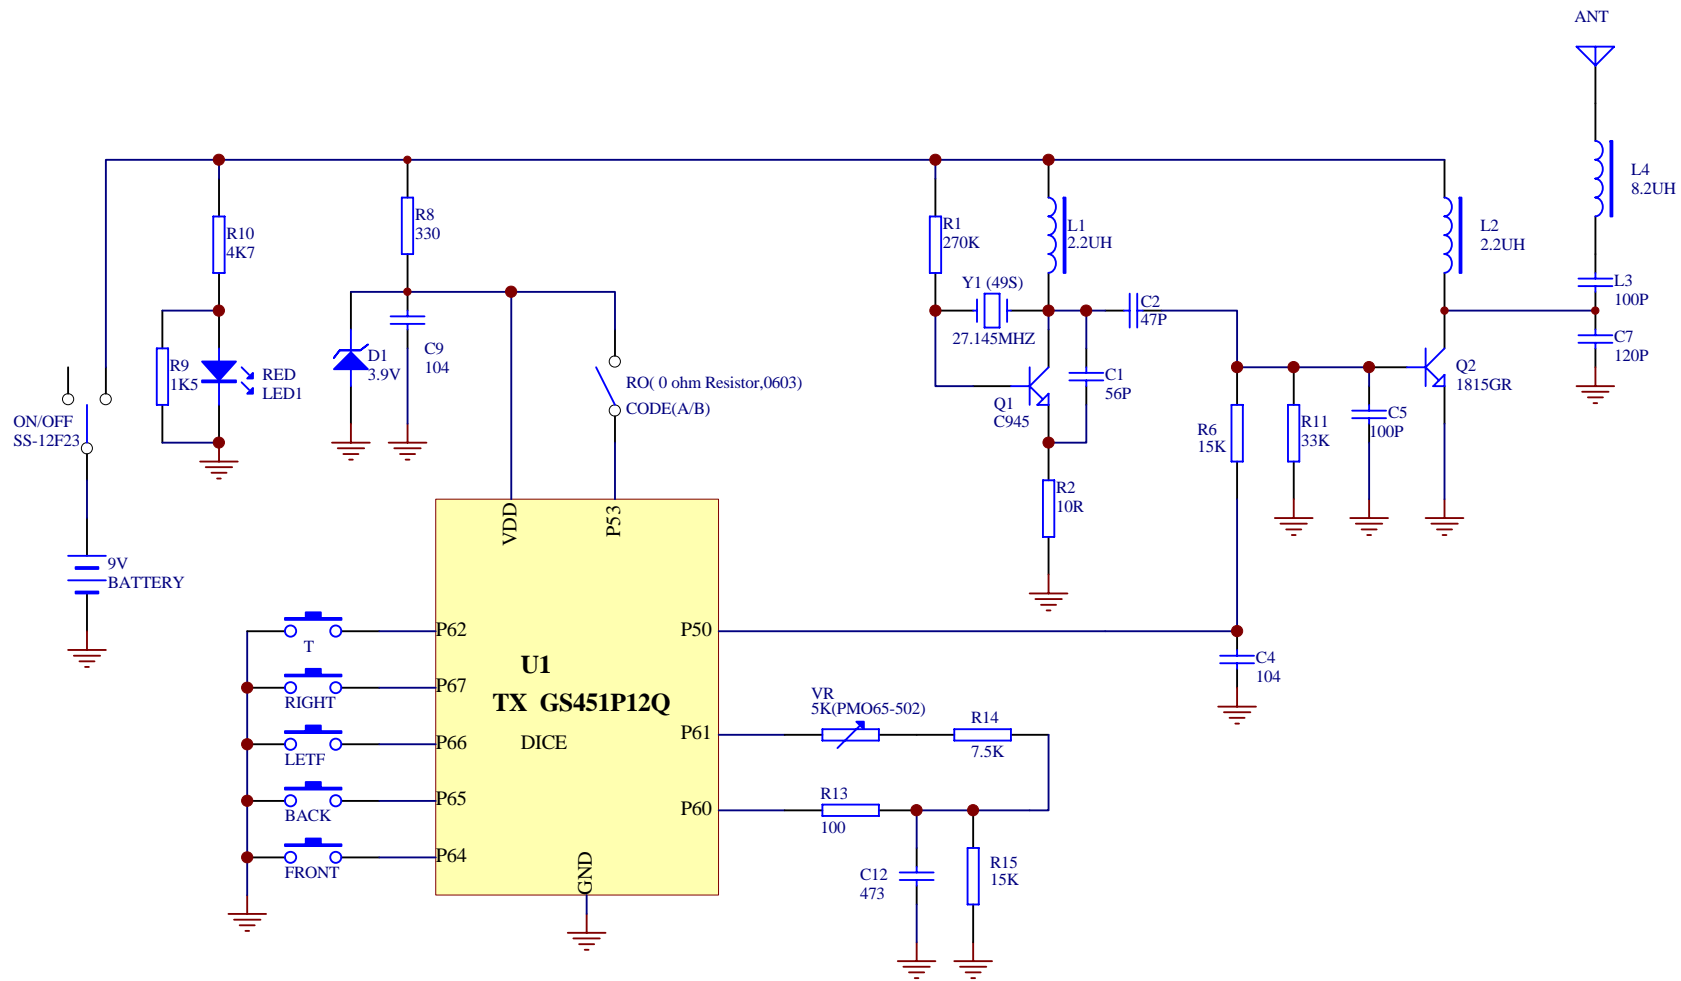 ANT
L4
8.2UH
R10
4K7
R8
330
R1
270K
L1
2.2UH
L2
2.2UH
Y1 (49S)
27.145MHZ
C2
47P
L3
100P
C7
120P
R9
1K5
RED
LED1
D1
3.9V
C9
104
RO( 0 ohm Resistor,0603)
CODE(A/B)
Q1
C945
C1
56P
Q2
1815GR
ON/OFF
SS-12F23
R6
15K
R11
33K
C5
100P
R2
10R
VDD
P53
9V
BATTERY
T
RIGHT
LETF
BACK
FRONT
P62
P67
P66
P65
P64
U1
TX GS451P12Q
DICE
P50
P61
P60
GND
C4
104
VR
5K(PMO65-502)
R14
7.5K
R13
100
C12
473
R15
15K